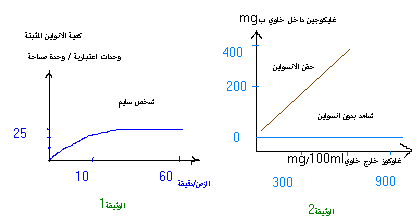 غليكوجين داخل خلوي ب mg
كمية الانولين المثبتة
وحدات اعتبارية / وحدة مساحة
400
حقن الانسولين
شخص سليم
200
شاهد بدون انسولين
25
0
غلوكوز خارج خلوي mg/100ml
10
60
الزمن/دقيقة
300
900
الوثيقة1
الوثيقة2